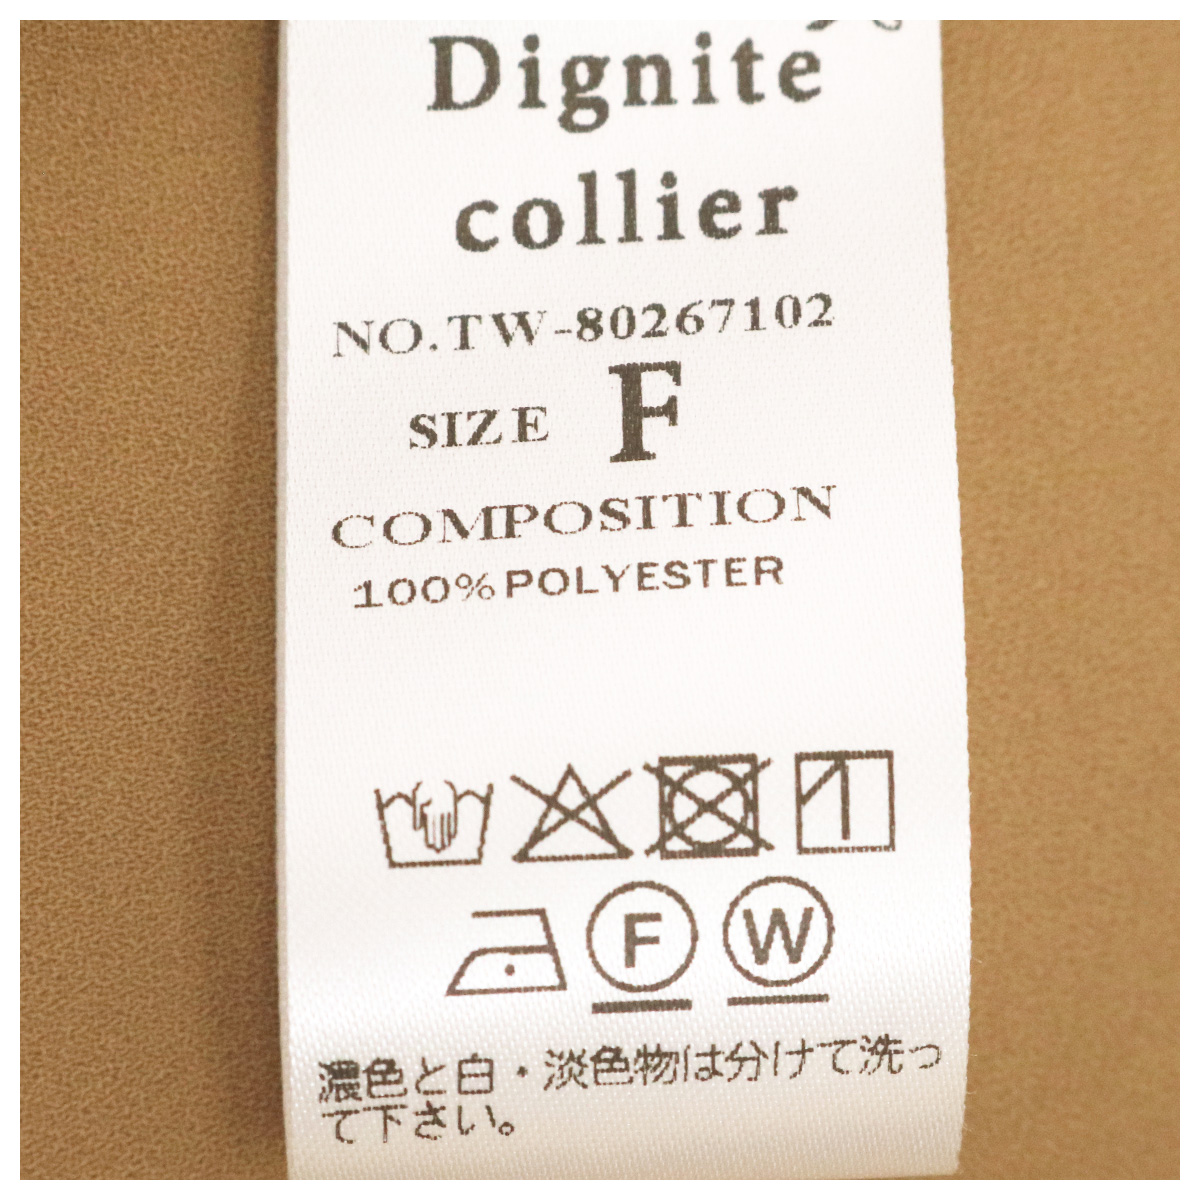 Dignité
collier
NO.TW-80267102
SIZE F
COMPOSITION
100%POLYESTER
F W
濃色と白・淡色物は分けて洗っ
て下さい。